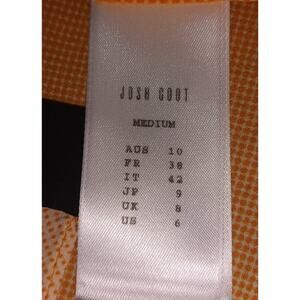 JOSH GOOT
MEDIUM
AUS 10
FR 38
IT 42
JP 9
UK 8
US 6